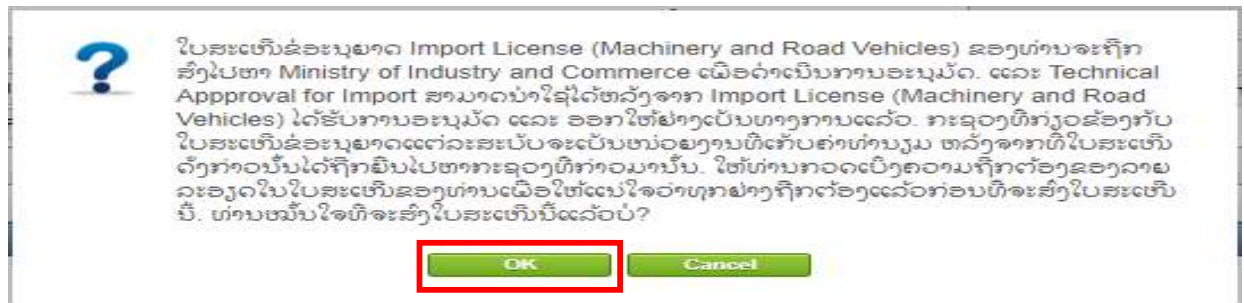 ໃບສະເໜີຂໍອະນຸຍາດ Import License (Machinery and Road Vehicles) ຂອງທ່ານຈະຖືກ
ສົ່ງໄປຫາ Ministry of Industry and Commerce ເພື່ອດຳເນີນການອະນຸມັດ. ແລະ Technical
Appproval for Import ສາມາດນຳໃຊ້ໄດ້ຫລັງຈາກ Import License (Machinery and Road
Vehicles) ໄດ້ຮັບການອະນຸມັດ ແລະ ອອກໃຫ້ຢ່າງເປັນທາງການແລ້ວ. ກະຊວງທີ່ກ່ຽວຂ້ອງກັບ
ໃບສະເໜີຂໍອະນຸຍາດແຕ່ລະສະບັບຈະເປັນໜ່ວຍງານທີ່ເກັບຄ່າທຳນຽມ ຫລັງຈາກທີ່ໃບສະເໜີ
ດັ່ງກ່າວນັ້ນໄດ້ຖືກຍື່ນໄປຫາກະຊວງທີ່ກ່າວມານັ້ນ. ໃຫ້ທ່ານກວດເບິ່ງຄວາມຖືກຕ້ອງຂອງລາຍ
ລະອຽດໃນໃບສະເໜີຂອງທ່ານເພື່ອໃຫ້ແນ່ໃຈວ່າທຸກຢ່າງຖືກຕ້ອງແລ້ວກ່ອນທີ່ຈະສົ່ງໃບສະເໜີ
ນີ້. ທ່ານໝັ້ນໃຈທີ່ຈະສົ່ງໃບສະເໜີນີ້ແລ້ວບໍ່?
OK Cancel